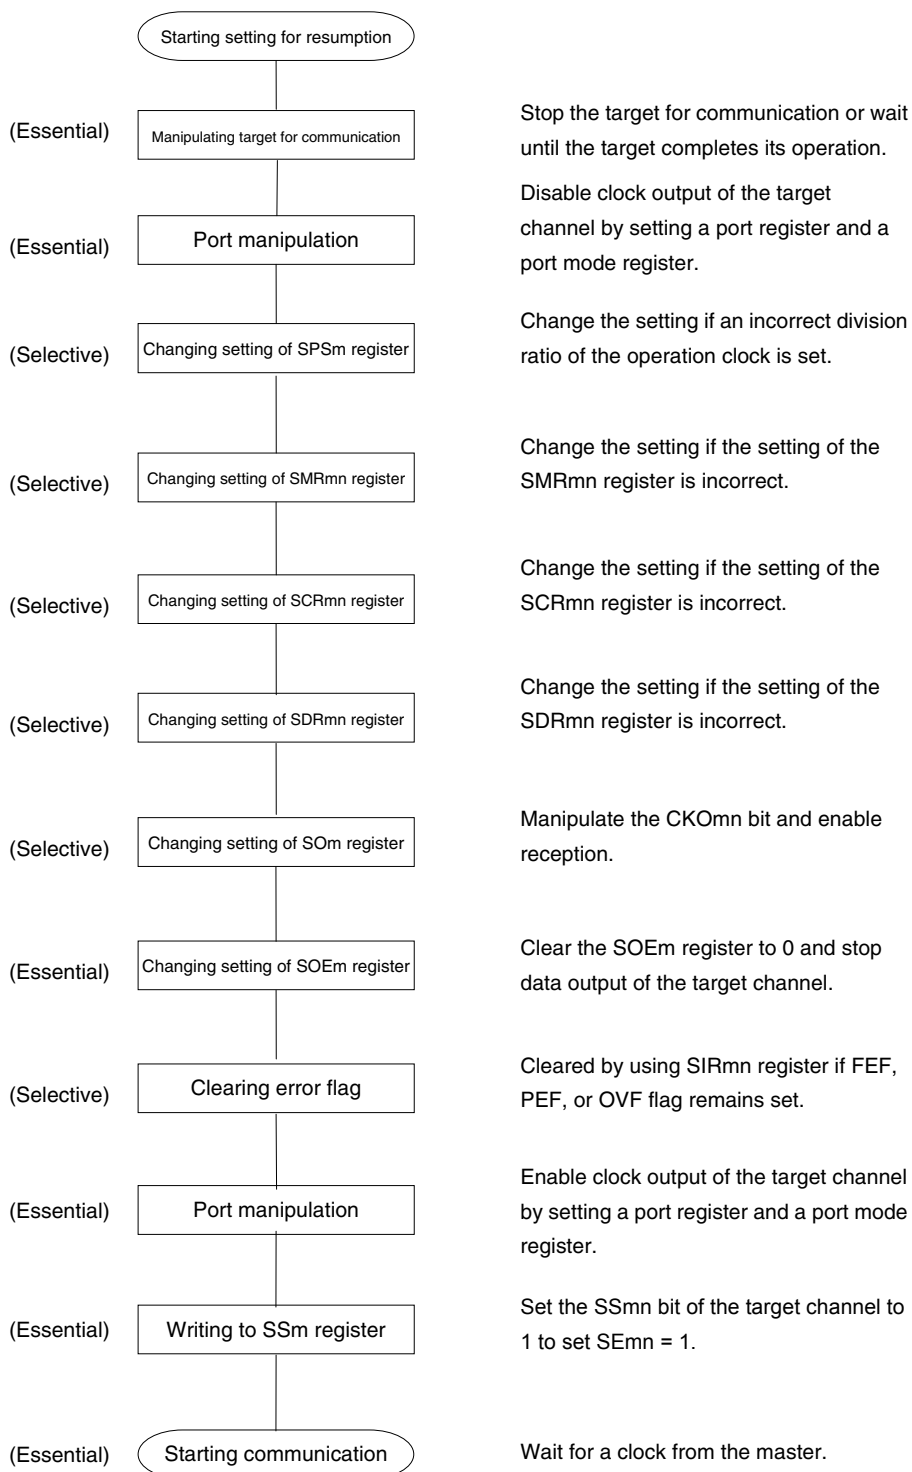 Starting setting for resumption
(Essential)
Manipulating target for communication
Stop the target for communication or wait
until the target completes its operation.
(Essential)
Port manipulation
Disable clock output of the target
channel by setting a port register and a
port mode register.
(Selective)
Changing setting of SPSm register
Change the setting if an incorrect division
ratio of the operation clock is set.
(Selective)
Changing setting of SMRmn register
Change the setting if the setting of the
SMRmn register is incorrect.
(Selective)
Changing setting of SCRmn register
Change the setting if the setting of the
SCRmn register is incorrect.
(Selective)
Changing setting of SDRmn register
Change the setting if the setting of the
SDRmn register is incorrect.
(Selective)
Changing setting of SOm register
Manipulate the CKOmn bit and enable
reception.
(Essential)
Changing setting of SOEm register
Clear the SOEm register to 0 and stop
data output of the target channel.
(Selective)
Clearing error flag
Cleared by using SIRmn register if FEF,
PEF, or OVF flag remains set.
(Essential)
Port manipulation
Enable clock output of the target channel
by setting a port register and a port mode
register.
(Essential)
Writing to SSm register
Set the SSmn bit of the target channel to
1 to set SEmn = 1.
(Essential)
Starting communication
Wait for a clock from the master.